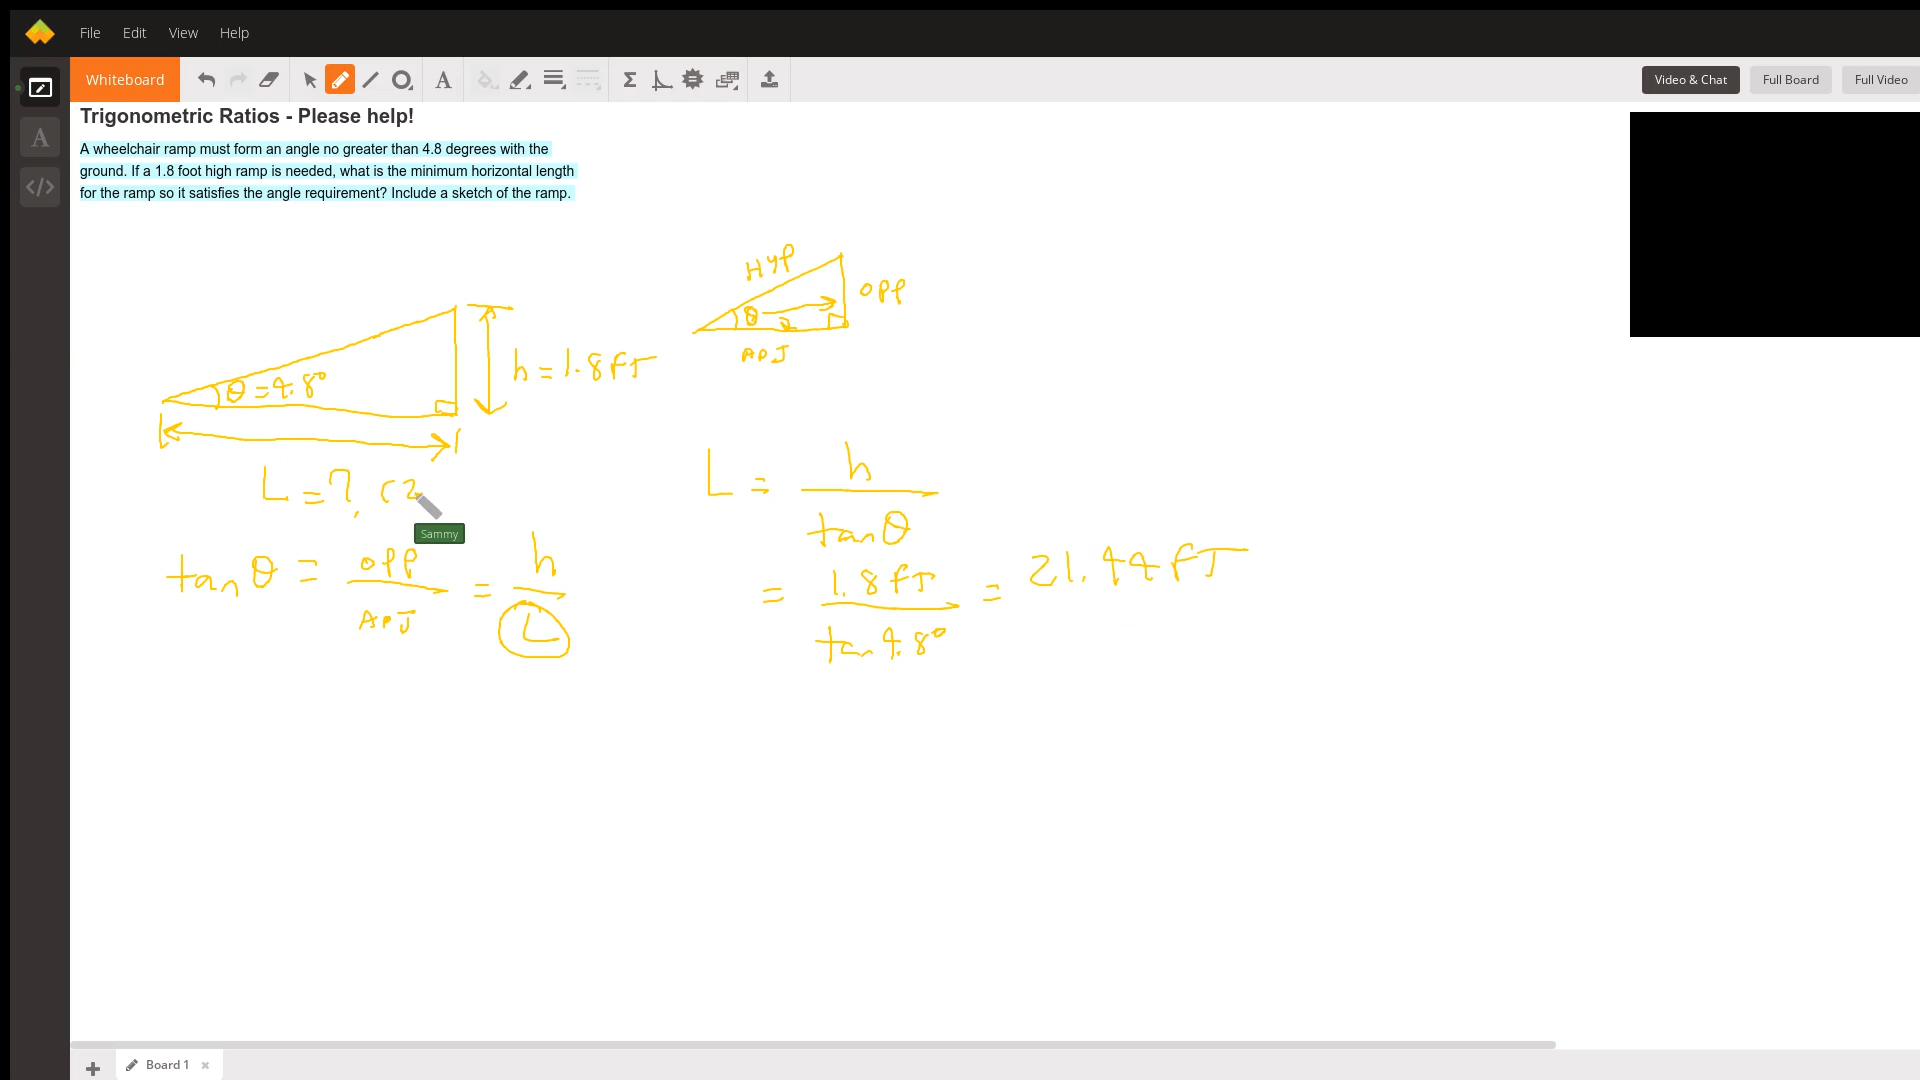 File Edit View Help
Whiteboard
Video & Chat Full Board Full Video
Trigonometric Ratios - Please help!
A wheelchair ramp must form an angle no greater than 4.8 degrees with the
ground. If a 1.8 foot high ramp is needed, what is the minimum horizontal length
for the ramp so it satisfies the angle requirement? Include a sketch of the ramp.
Hyp
opp
θ
ADJ
θ = 4.8°
h = 1.8 FT
L = ? (2
Sammy
tan θ = opp / ADJ = h / L
L = h / tan θ
= 1.8 FT / tan 4.8° = 21.44 FT
Board 1